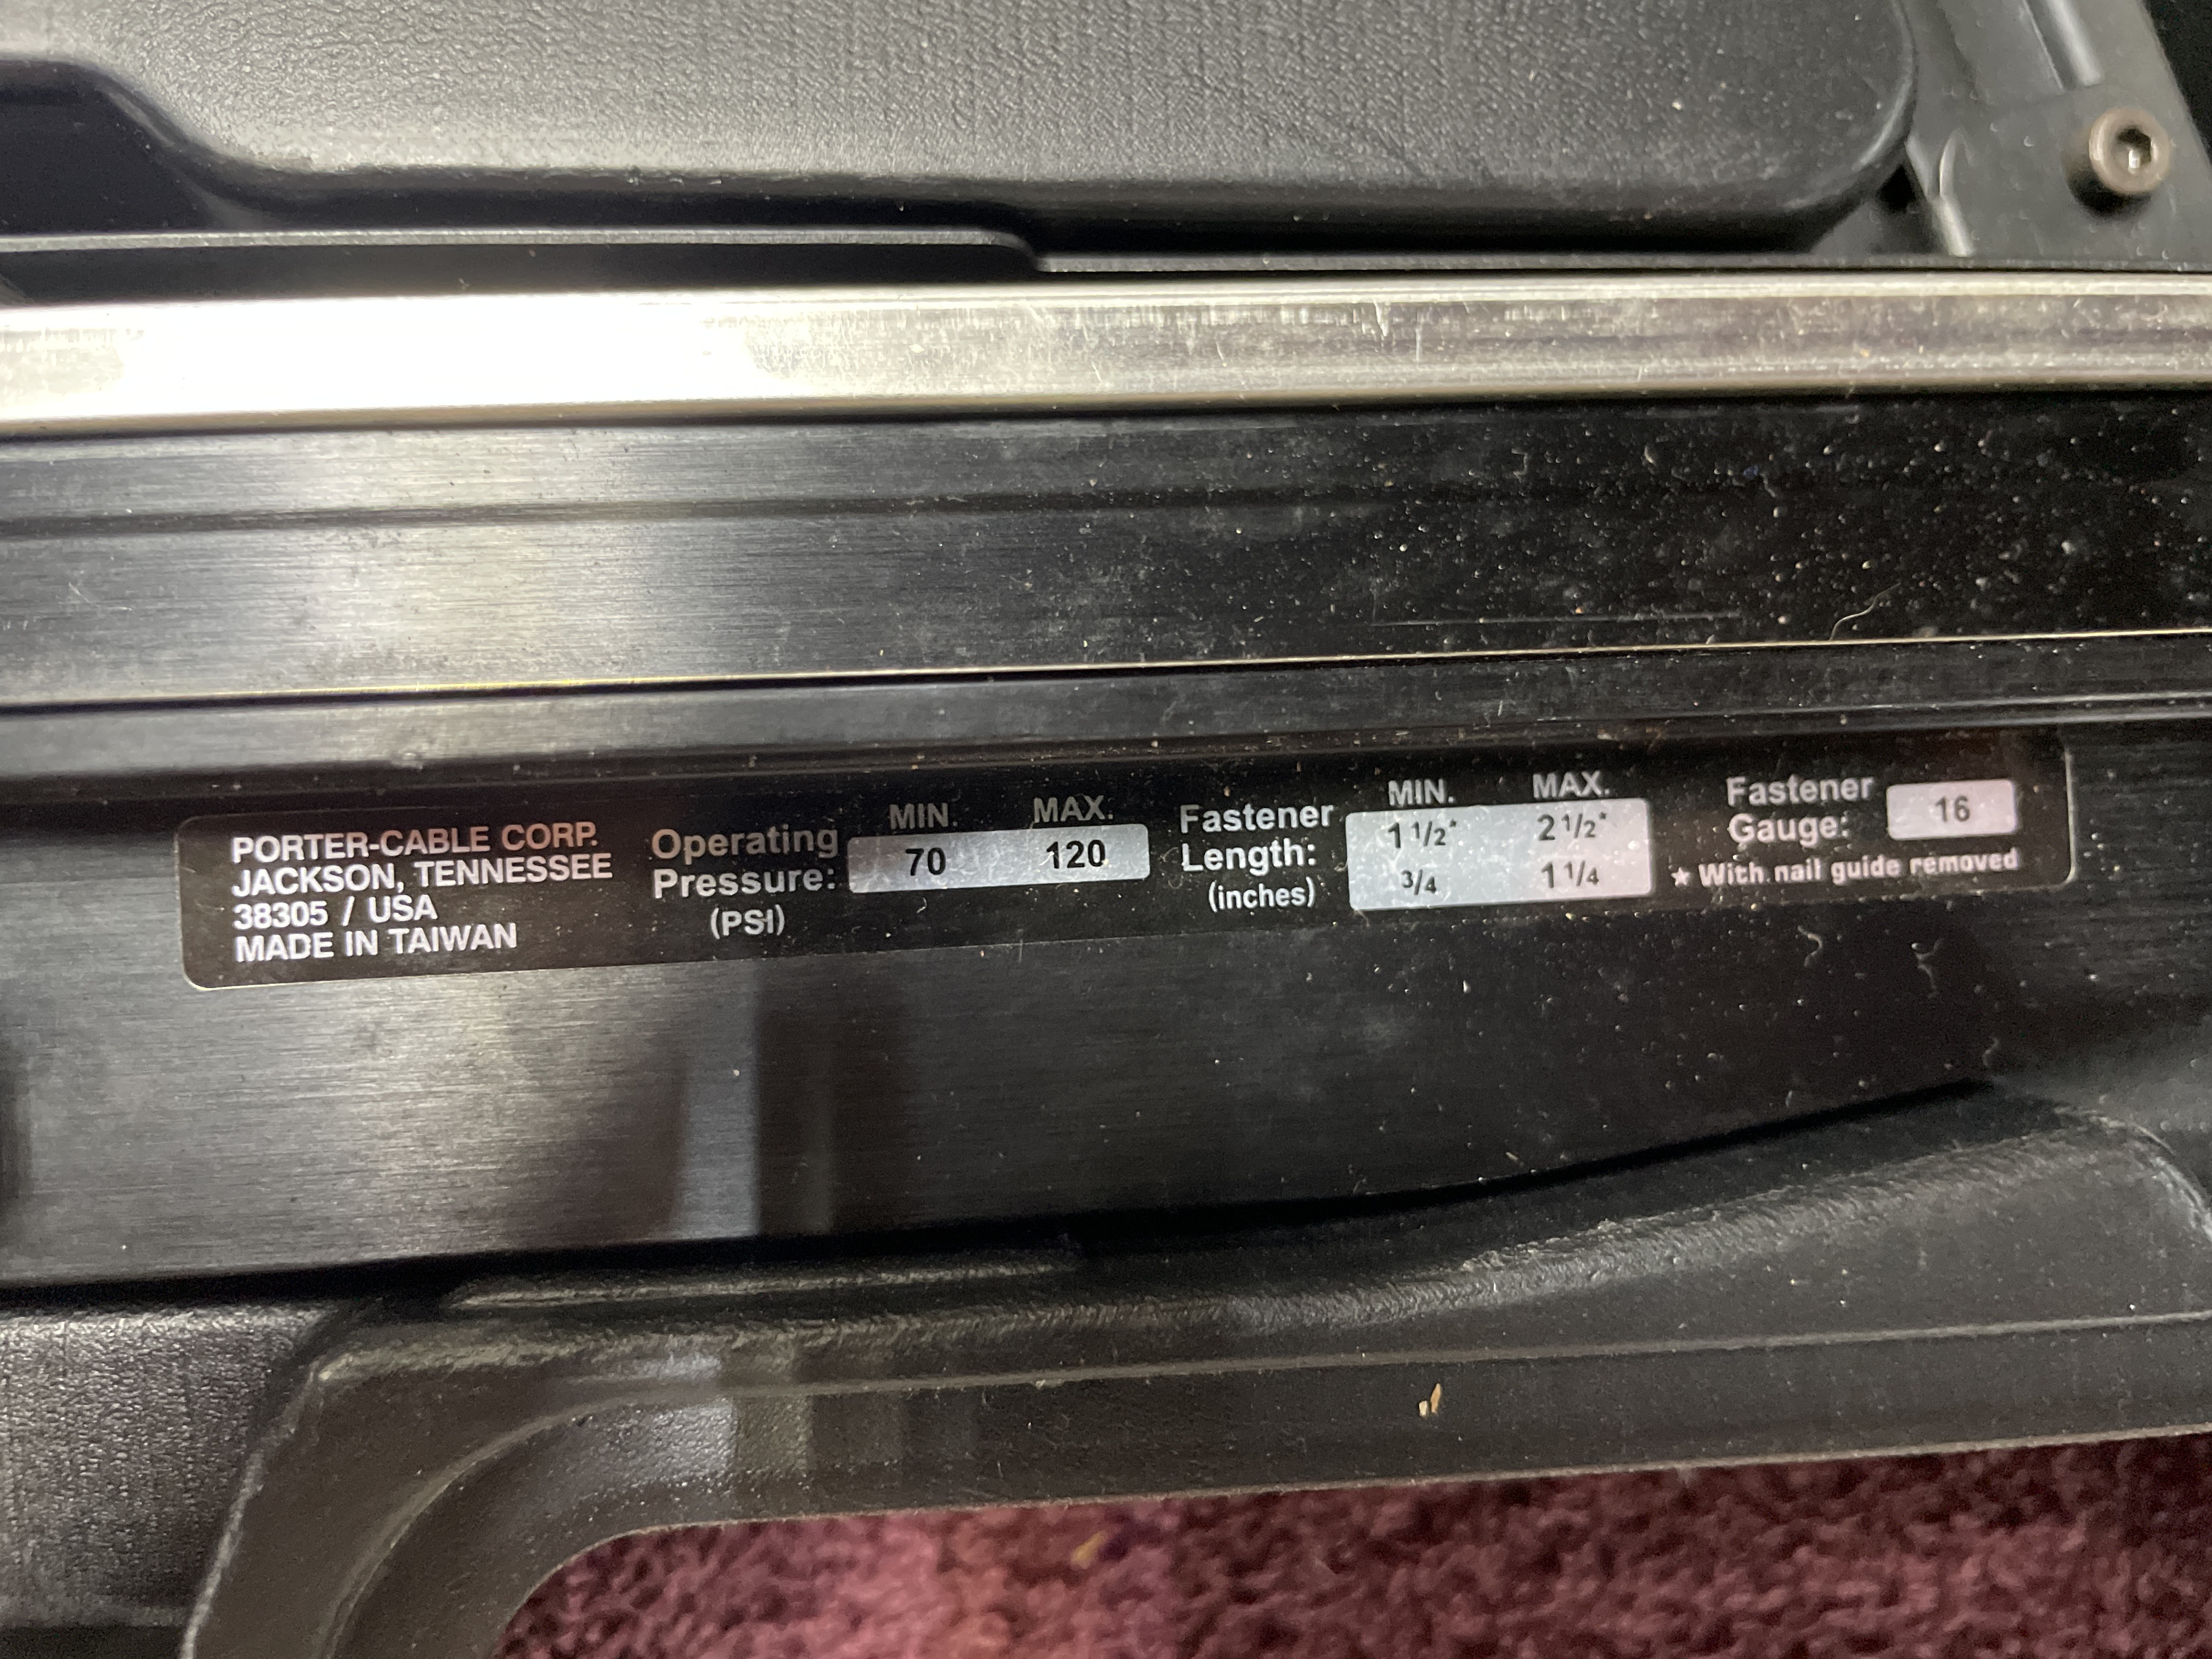 PORTER-CABLE CORP.
JACKSON, TENNESSEE
38305 / USA
MADE IN TAIWAN
Operating
Pressure:
(PSI)
MIN. MAX.
70 120
Fastener
Length:
(inches)
MIN. MAX.
1 1/2* 2 1/2*
3/4 1 1/4
Fastener
Gauge: 16
★ With nail guide removed